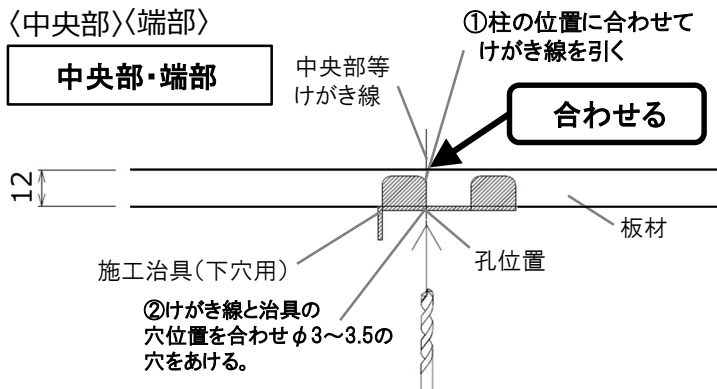 〈中央部〉〈端部〉
中央部・端部
①柱の位置に合わせて
けがき線を引く
中央部等
けがき線
合わせる
12
板材
孔位置
施工治具(下穴用)
②けがき線と治具の
穴位置を合わせφ3～3.5の
穴をあける。